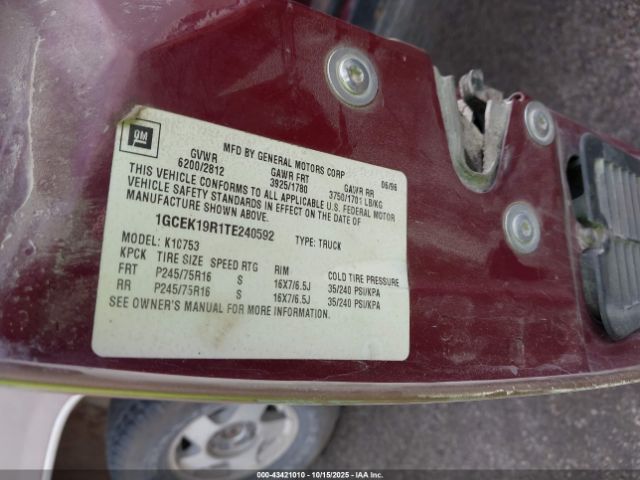 GM
MFD BY GENERAL MOTORS CORP 06/96
GVWR GAWR FRT GAWR RR
6200/2812 3925/1780 3750/1701 LB/KG
THIS VEHICLE CONFORMS TO ALL APPLICABLE U.S. FEDERAL MOTOR
VEHICLE SAFETY STANDARDS IN EFFECT ON THE DATE OF
MANUFACTURE SHOWN ABOVE.
1GCEK19R1TE240592 TYPE: TRUCK
MODEL: K10753
KPCK TIRE SIZE SPEED RTG RIM COLD TIRE PRESSURE
FRT P245/75R16 S 16X7/6.5J 35/240 PSI/KPA
RR P245/75R16 S 16X7/6.5J 35/240 PSI/KPA
SEE OWNER'S MANUAL FOR MORE INFORMATION.
000-43421010 - 10/15/2025 - IAA Inc.